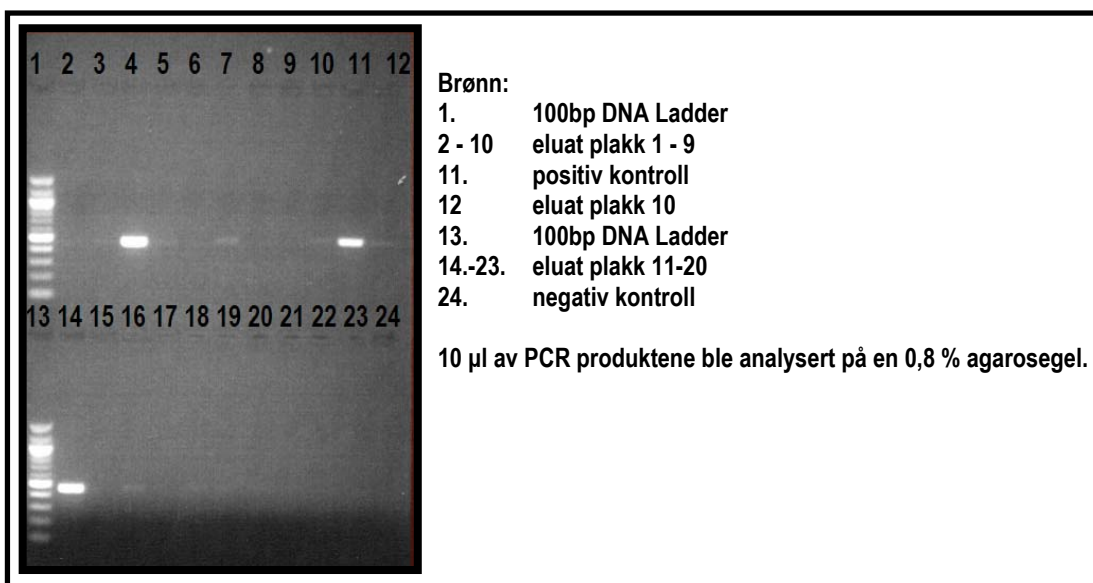 1 2 3 4 5 6 7 8 9 10 11 12
13 14 15 16 17 18 19 20 21 22 23 24
Brønn:
1. 100bp DNA Ladder
2 - 10 eluat plakk 1 - 9
11. positiv kontroll
12 eluat plakk 10
13. 100bp DNA Ladder
14.-23. eluat plakk 11-20
24. negativ kontroll
10 µl av PCR produktene ble analysert på en 0,8 % agarosegel.